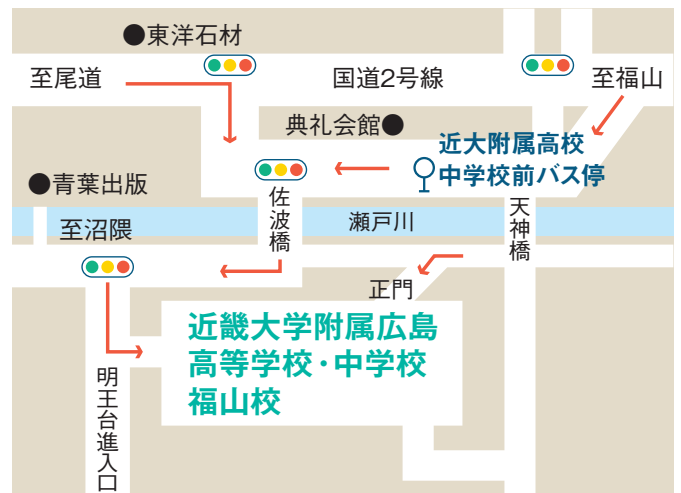 ●東洋石材
至尾道
国道2号線
至福山
典礼会館●
近大附属高校
中学校前バス停
●青葉出版
佐波橋
天神橋
至沼隈
瀬戸川
正門
近畿大学附属広島
高等学校・中学校
福山校
明王台進入口